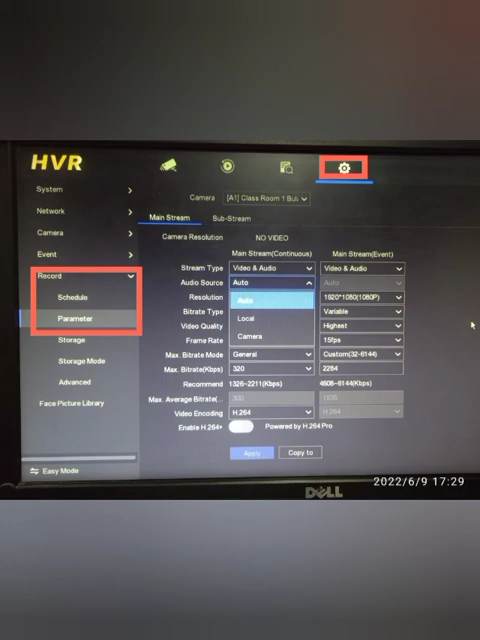 HVR
System
Network
Camera
Event
Record
Schedule
Parameter
Storage
Storage Mode
Advanced
Face Picture Library
Easy Mode
Camera [A1] Class Room 1
Main Stream Sub-Stream
Camera Resolution NO VIDEO
Main Stream(Continuous) Main Stream(Event)
Stream Type Video & Audio Video & Audio
Audio Source Auto Auto
Auto
Local
Camera
Resolution 1920*1080(1080P)
Bitrate Type Variable
Video Quality Highest
Frame Rate 15fps
Max. Bitrate Mode General Custom(32-6144)
Max. Bitrate(Kbps) 320 2284
Recommend 1326~2211(Kbps) 4608~6144(Kbps)
Max. Average Bitrate(...
Video Encoding H.264 H.264
Enable H.264+ Powered by H.264 Pro
Apply Copy to
DELL
2022/6/9 17:29